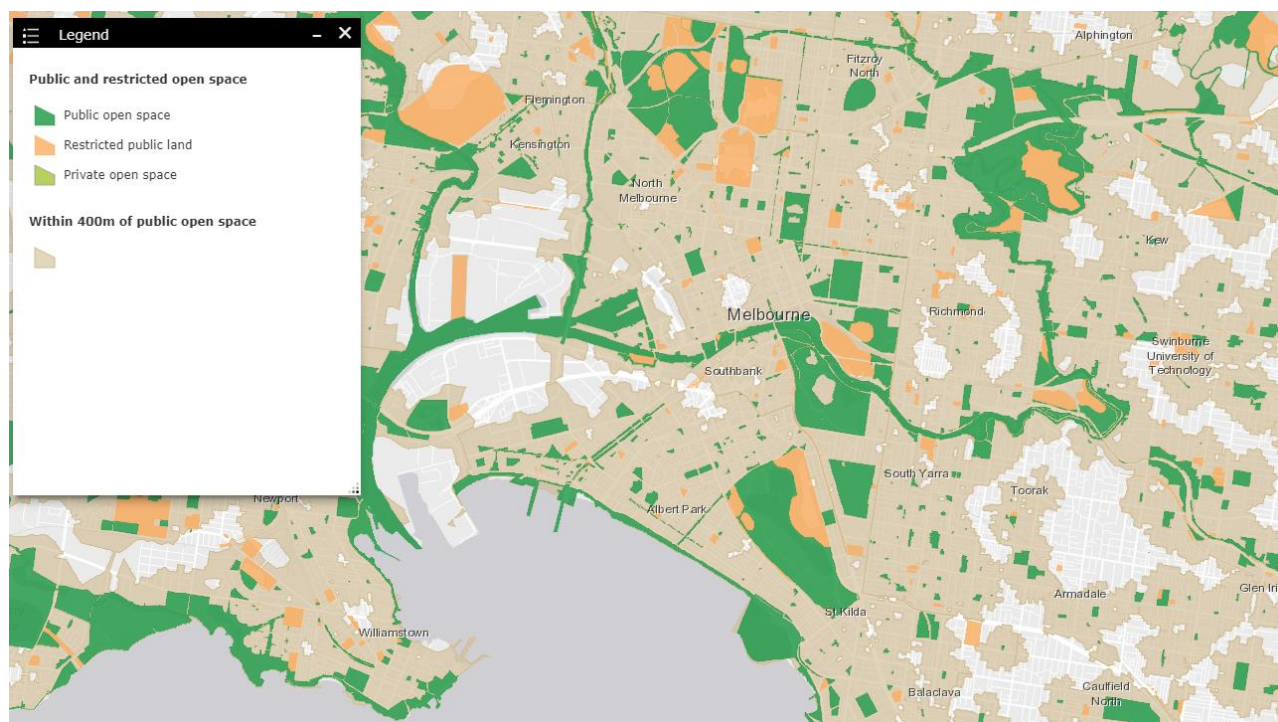 Legend
Public and restricted open space
Public open space
Restricted public land
Private open space
Within 400m of public open space
Alphington
Fitzroy
North
Flemington
Kensington
North
Melbourne
Kew
Melbourne
Richmond
Swinburne
University of
Technology
Southbank
South Yarra
Toorak
Newport
Albert Park
Glen Iri
Armadale
St Kilda
Williamstown
Balaclava
Caulfield
North